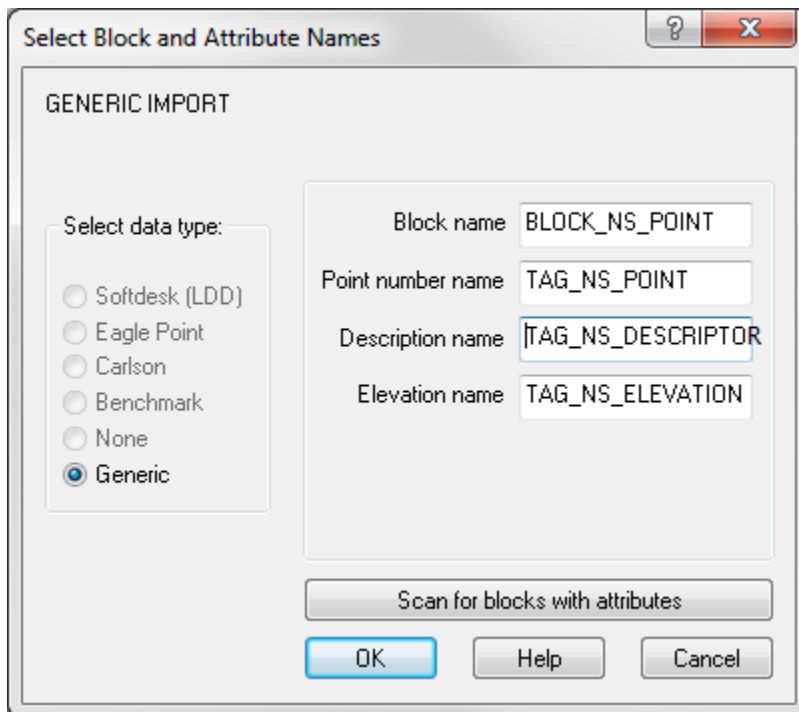 Select Block and Attribute Names
GENERIC IMPORT
Select data type:
Softdesk (LDD)
Eagle Point
Carlson
Benchmark
None
Generic
Block name BLOCK_NS_POINT
Point number name TAG_NS_POINT
Description name TAG_NS_DESCRIPTOR
Elevation name TAG_NS_ELEVATION
Scan for blocks with attributes
OK Help Cancel